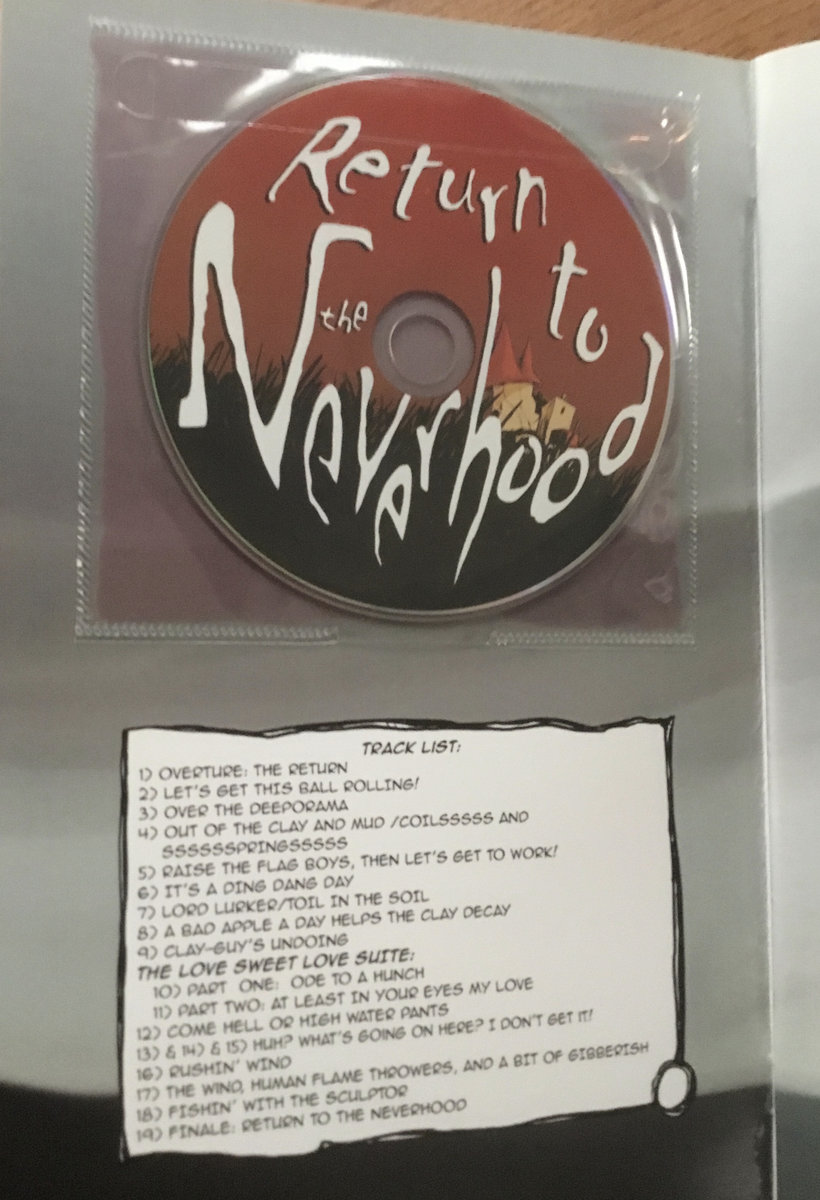 Return
to
the
Neverhood
TRACK LIST:
1) OVERTURE: THE RETURN
2) LET'S GET THIS BALL ROLLING!
3) OVER THE DEEPORAMA
4) OUT OF THE CLAY AND MUD /COILSSSSS AND
SSSSSSPRINGSSSSS
5) RAISE THE FLAG BOYS, THEN LET'S GET TO WORK!
6) IT'S A DING DANG DAY
7) LORD LURKER/TOIL IN THE SOIL
8) A BAD APPLE A DAY HELPS THE CLAY DECAY
9) CLAY-GUY'S UNDOING
THE LOVE SWEET LOVE SUITE:
10) PART ONE: ODE TO A HUNCH
11) PART TWO: AT LEAST IN YOUR EYES MY LOVE
12) COME HELL OR HIGH WATER PANTS
13) & 14) & 15) HUH? WHAT'S GOING ON HERE? I DON'T GET IT!
16) RUSHIN' WIND
17) THE WIND, HUMAN FLAME THROWERS, AND A BIT OF GIBBERISH
18) FISHIN' WITH THE SCULPTOR
19) FINALE: RETURN TO THE NEVERHOOD